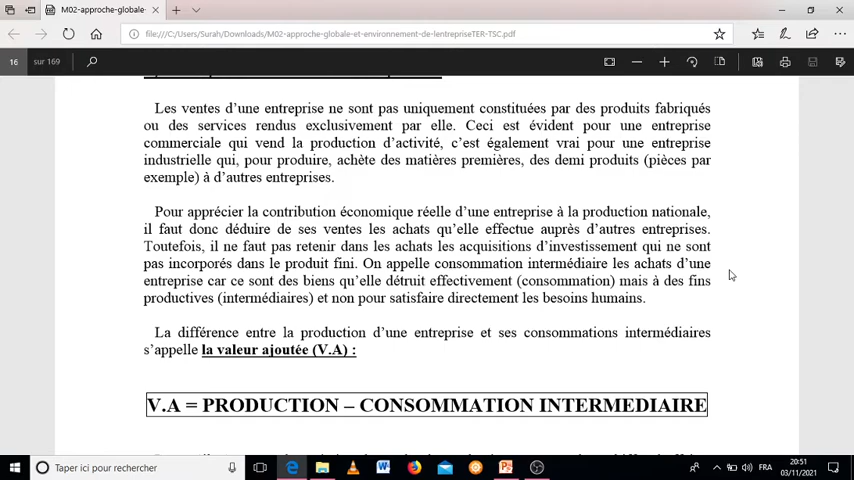 M02-approche-globale-
file:///C:/Users/Surah/Downloads/M02-approche-globale-et-environnement-de-lentrepriseTER-TSC.pdf
16 sur 169
Les ventes d’une entreprise ne sont pas uniquement constituées par des produits fabriqués
ou des services rendus exclusivement par elle. Ceci est évident pour une entreprise
commerciale qui vend la production d’activité, c’est également vrai pour une entreprise
industrielle qui, pour produire, achète des matières premières, des demi produits (pièces par
exemple) à d’autres entreprises.
Pour apprécier la contribution économique réelle d’une entreprise à la production nationale,
il faut donc déduire de ses ventes les achats qu’elle effectue auprès d’autres entreprises.
Toutefois, il ne faut pas retenir dans les achats les acquisitions d’investissement qui ne sont
pas incorporés dans le produit fini. On appelle consommation intermédiaire les achats d’une
entreprise car ce sont des biens qu’elle détruit effectivement (consommation) mais à des fins
productives (intermédiaires) et non pour satisfaire directement les besoins humains.
La différence entre la production d’une entreprise et ses consommations intermédiaires
s’appelle la valeur ajoutée (V.A) :
V.A = PRODUCTION – CONSOMMATION INTERMEDIAIRE
Taper ici pour rechercher
FRA
20:51
03/11/2021